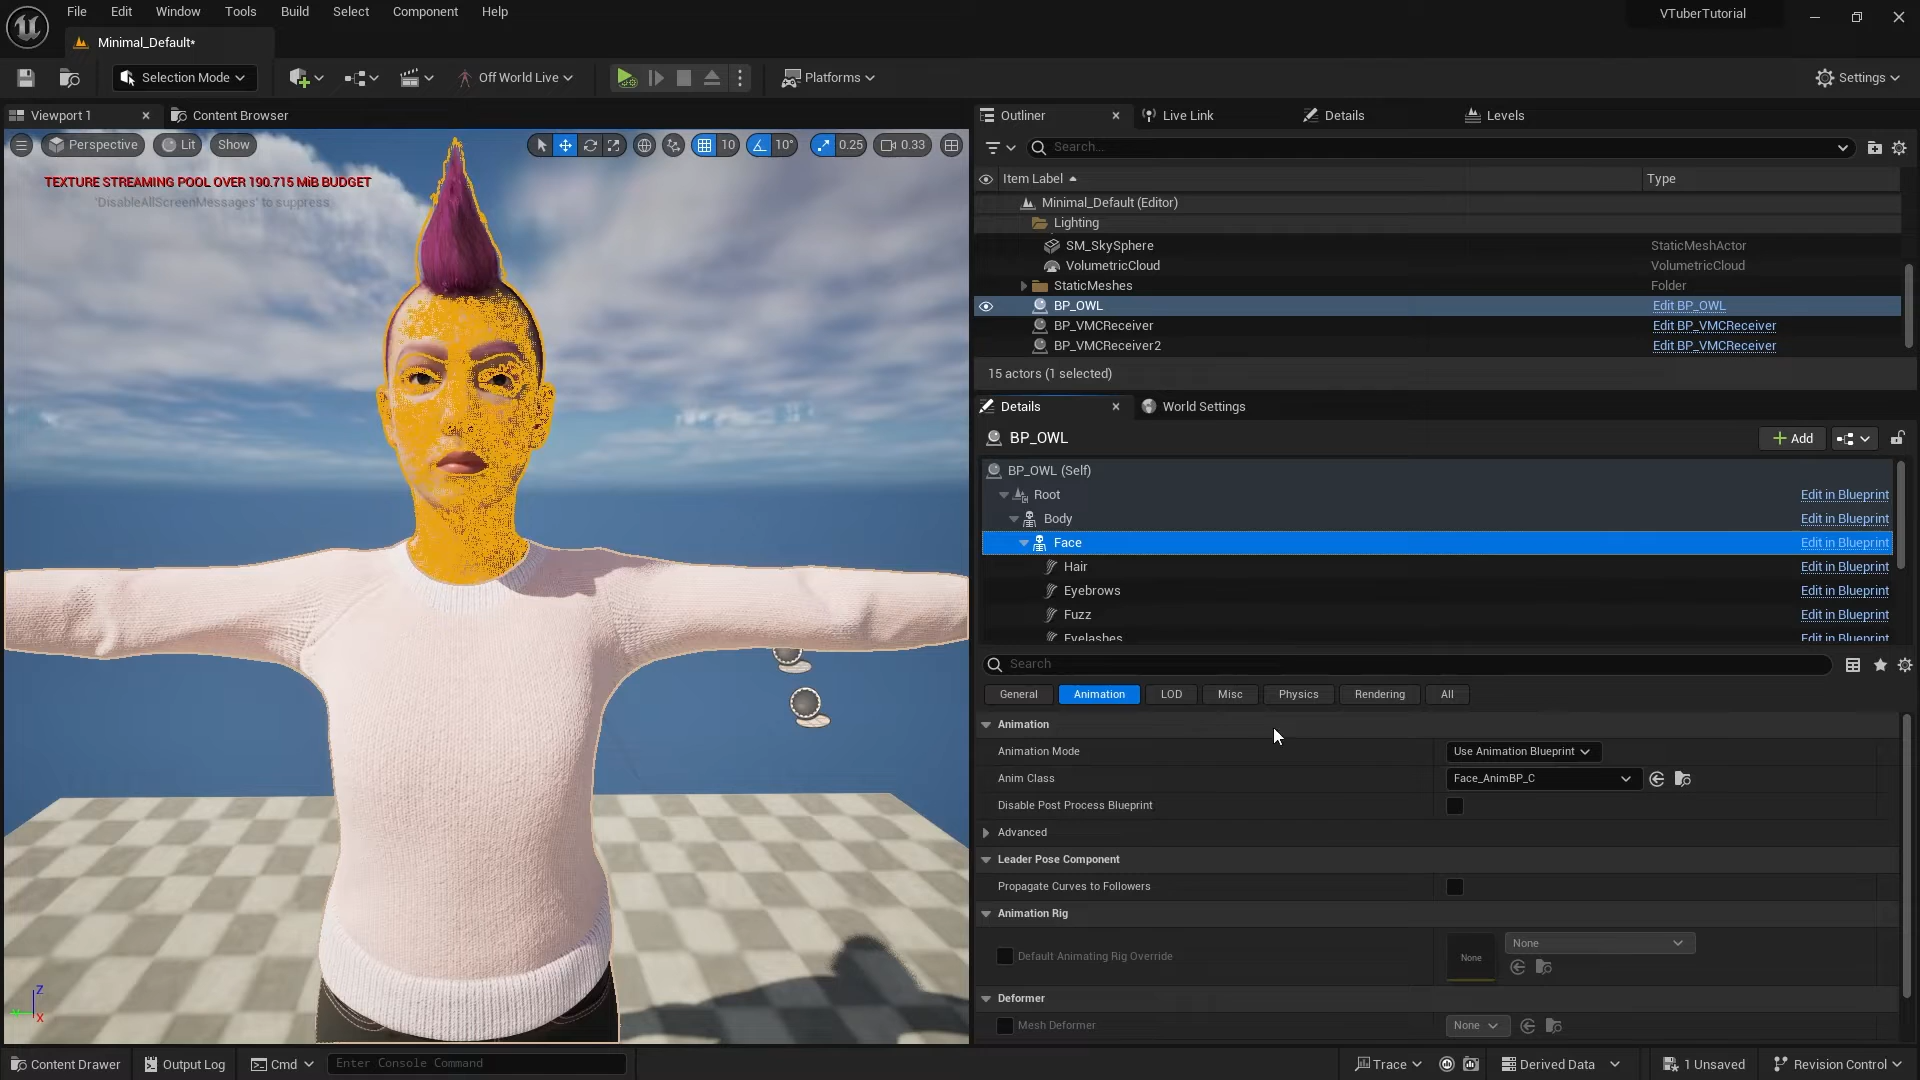 File Edit Window Tools Build Select Component Help
VTuberTutorial
Minimal_Default*
Selection Mode
Off World Live
Platforms
Settings
Viewport 1
Content Browser
Perspective
Lit
Show
10
10°
0.25
0.33
TEXTURE STREAMING POOL OVER 190.715 MiB BUDGET
'DisableAllScreenMessages' to suppress
Z
X
Outliner
Live Link
Details
Levels
Search...
Item Label
Type
Minimal_Default (Editor)
Lighting
SM_SkySphere StaticMeshActor
VolumetricCloud VolumetricCloud
StaticMeshes Folder
BP_OWL Edit BP_OWL
BP_VMCReceiver Edit BP_VMCReceiver
BP_VMCReceiver2 Edit BP_VMCReceiver
15 actors (1 selected)
Details
World Settings
BP_OWL
Add
BP_OWL (Self)
Root Edit in Blueprint
Body Edit in Blueprint
Face Edit in Blueprint
Hair Edit in Blueprint
Eyebrows Edit in Blueprint
Fuzz Edit in Blueprint
Eyelashes Edit in Blueprint
Search
General Animation LOD Misc Physics Rendering All
Animation
Animation Mode Use Animation Blueprint
Anim Class Face_AnimBP_C
Disable Post Process Blueprint
Advanced
Leader Pose Component
Propagate Curves to Followers
Animation Rig
Default Animating Rig Override None None
Deformer
Mesh Deformer None
Content Drawer
Output Log
Cmd
Enter Console Command
Trace
Derived Data
1 Unsaved
Revision Control